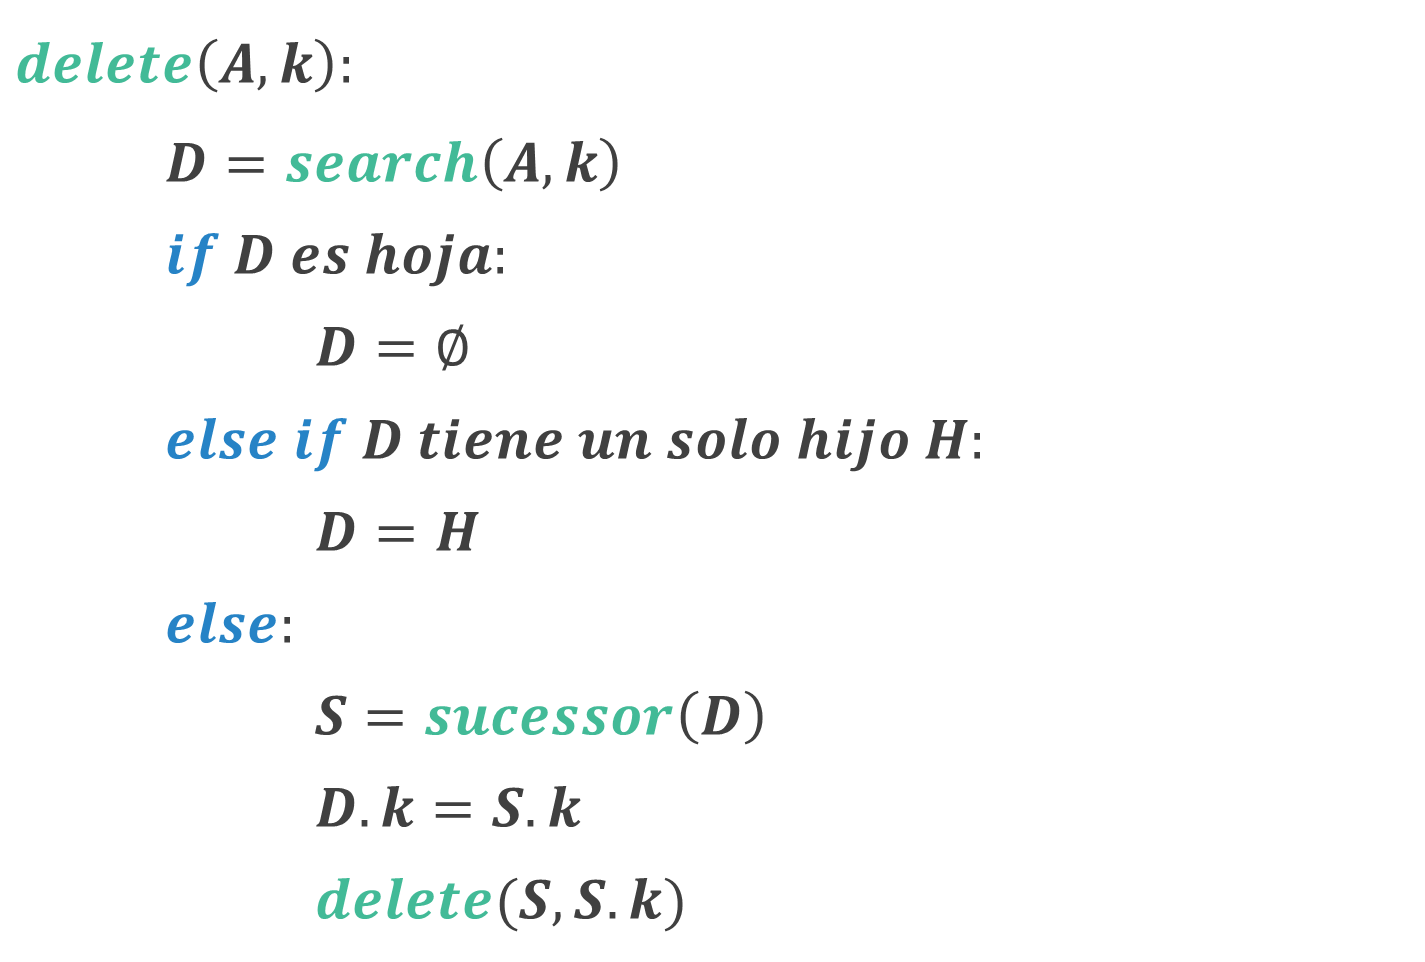 delete(A, k):
D = search(A, k)
if D es hoja:
D = ∅
else if D tiene un solo hijo H:
D = H
else:
S = sucessor(D)
D. k = S. k
delete(S, S. k)